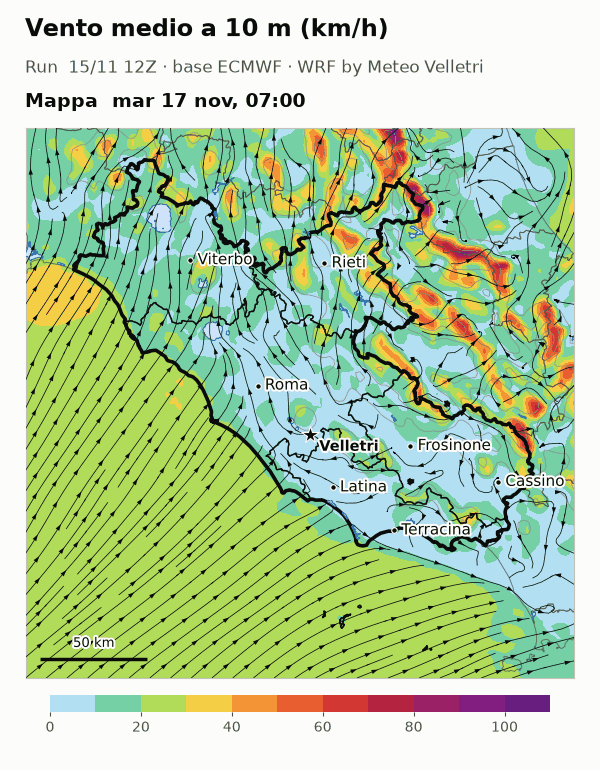 Vento medio a 10 m (km/h)
Run  15/11 12Z · base ECMWF · WRF by Meteo Velletri
Mappa  mar 17 nov, 07:00
Viterbo
Rieti
Roma
Velletri
Frosinone
Latina
Cassino
Terracina
50 km
0 20 40 60 80 100